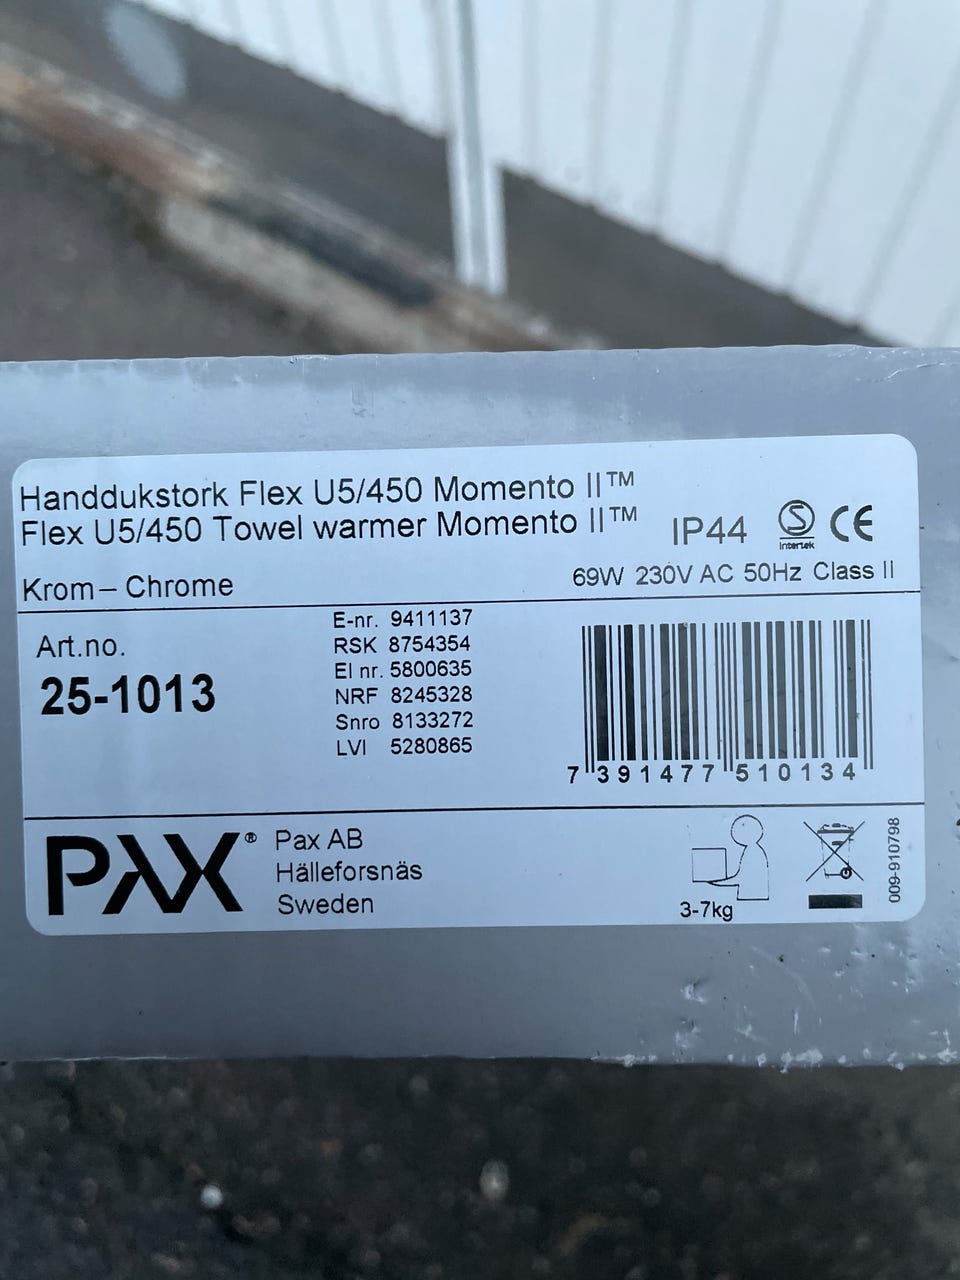 Handdukstork Flex U5/450 Momento II™
Flex U5/450 Towel warmer Momento II™
IP44
S
Intertek
CE
Krom – Chrome
69W 230V AC 50Hz Class II
Art.no.
25-1013
E-nr. 9411137
RSK 8754354
El nr. 5800635
NRF 8245328
Snro 8133272
LVI 5280865
7 391477 510134
PAX®
Pax AB
Hälleforsnäs
Sweden
3-7kg
009-910798